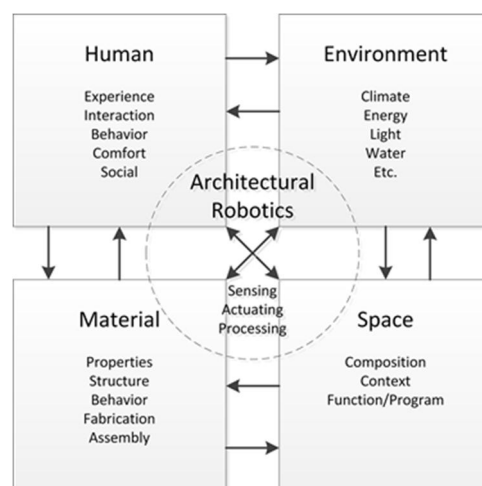 Human
Experience
Interaction
Behavior
Comfort
Social
Environment
Climate
Energy
Light
Water
Etc.
Architectural
Robotics
Sensing
Actuating
Processing
Material
Properties
Structure
Behavior
Fabrication
Assembly
Space
Composition
Context
Function/Program